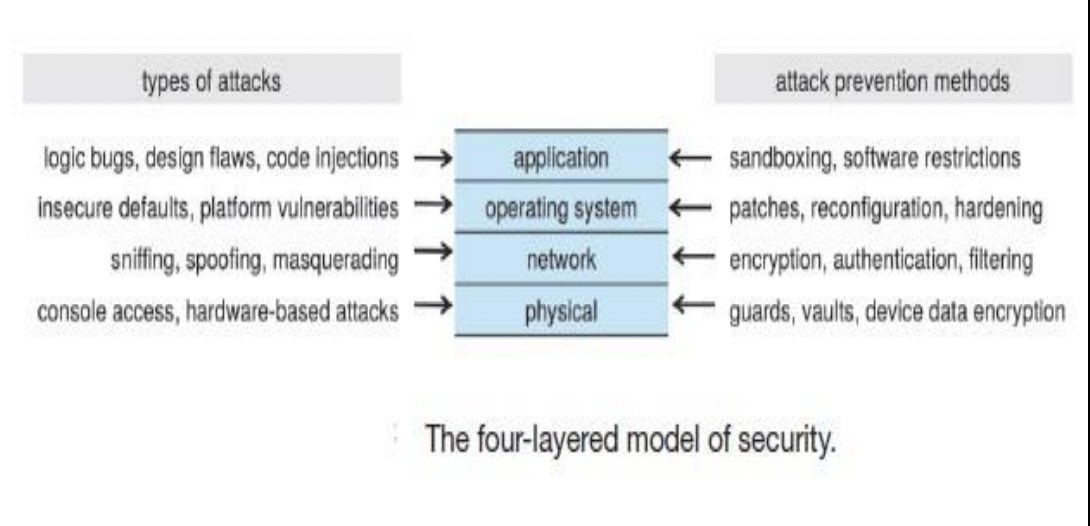 types of attacks
attack prevention methods
logic bugs, design flaws, code injections
application
sandboxing, software restrictions
insecure defaults, platform vulnerabilities
operating system
patches, reconfiguration, hardening
sniffing, spoofing, masquerading
network
encryption, authentication, filtering
console access, hardware-based attacks
physical
guards, vaults, device data encryption
The four-layered model of security.